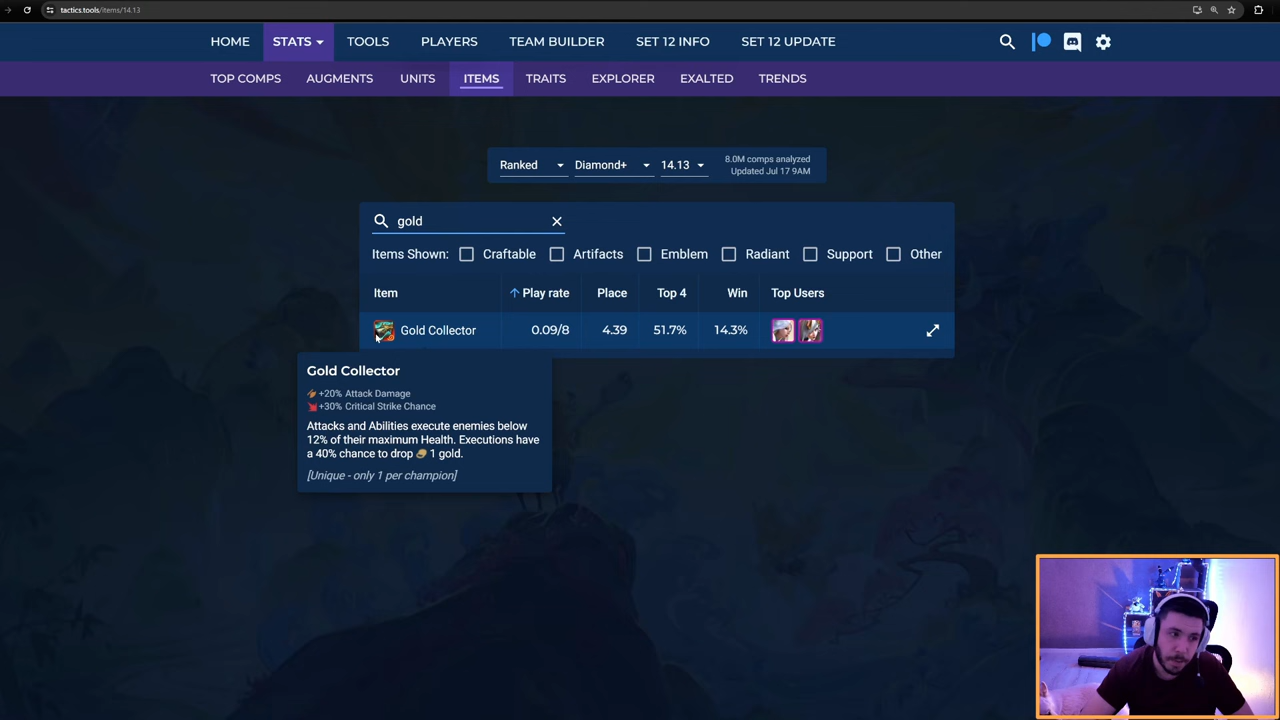 tactics.tools/items/14.13
HOME STATS TOOLS PLAYERS TEAM BUILDER SET 12 INFO SET 12 UPDATE
TOP COMPS AUGMENTS UNITS ITEMS TRAITS EXPLORER EXALTED TRENDS
Ranked Diamond+ 14.13 8.0M comps analyzed
Updated Jul 17 9AM
gold
Items Shown: Craftable Artifacts Emblem Radiant Support Other
Item Play rate Place Top 4 Win Top Users
Gold Collector 0.09/8 4.39 51.7% 14.3%
Gold Collector
+20% Attack Damage
+30% Critical Strike Chance
Attacks and Abilities execute enemies below
12% of their maximum Health. Executions have
a 40% chance to drop 1 gold.
[Unique - only 1 per champion]